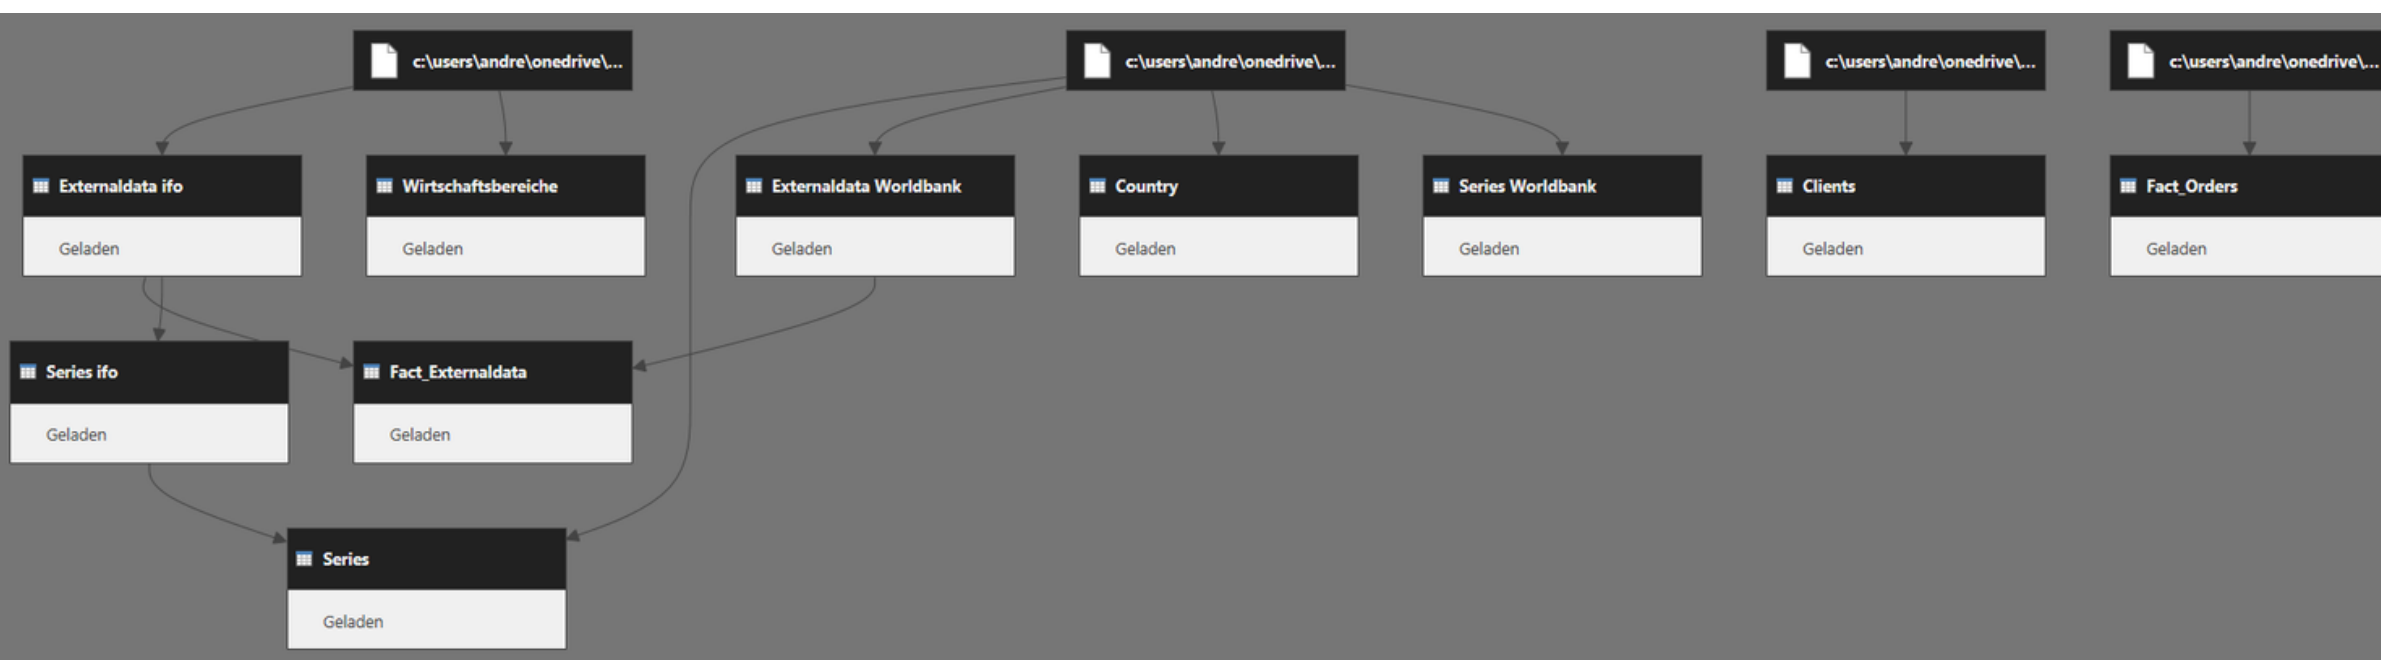 c:\users\andre\onedrive\...
c:\users\andre\onedrive\...
c:\users\andre\onedrive\...
c:\users\andre\onedrive\...
Externaldata ifo
Geladen
Wirtschaftsbereiche
Geladen
Externaldata Worldbank
Geladen
Country
Geladen
Series Worldbank
Geladen
Clients
Geladen
Fact_Orders
Geladen
Series ifo
Geladen
Fact_Externaldata
Geladen
Series
Geladen